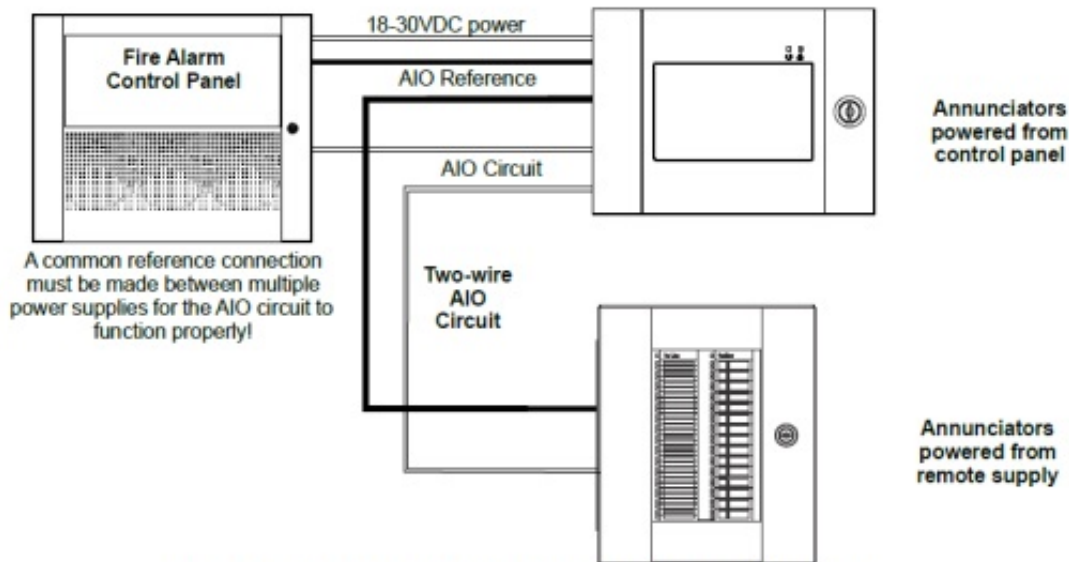 18-30VDC power
Fire Alarm
Control Panel
AIO Reference
Annunciators
powered from
control panel
AIO Circuit
A common reference connection
must be made between multiple
power supplies for the AIO circuit to
function properly!
Two-wire
AIO
Circuit
Annunciators
powered from
remote supply